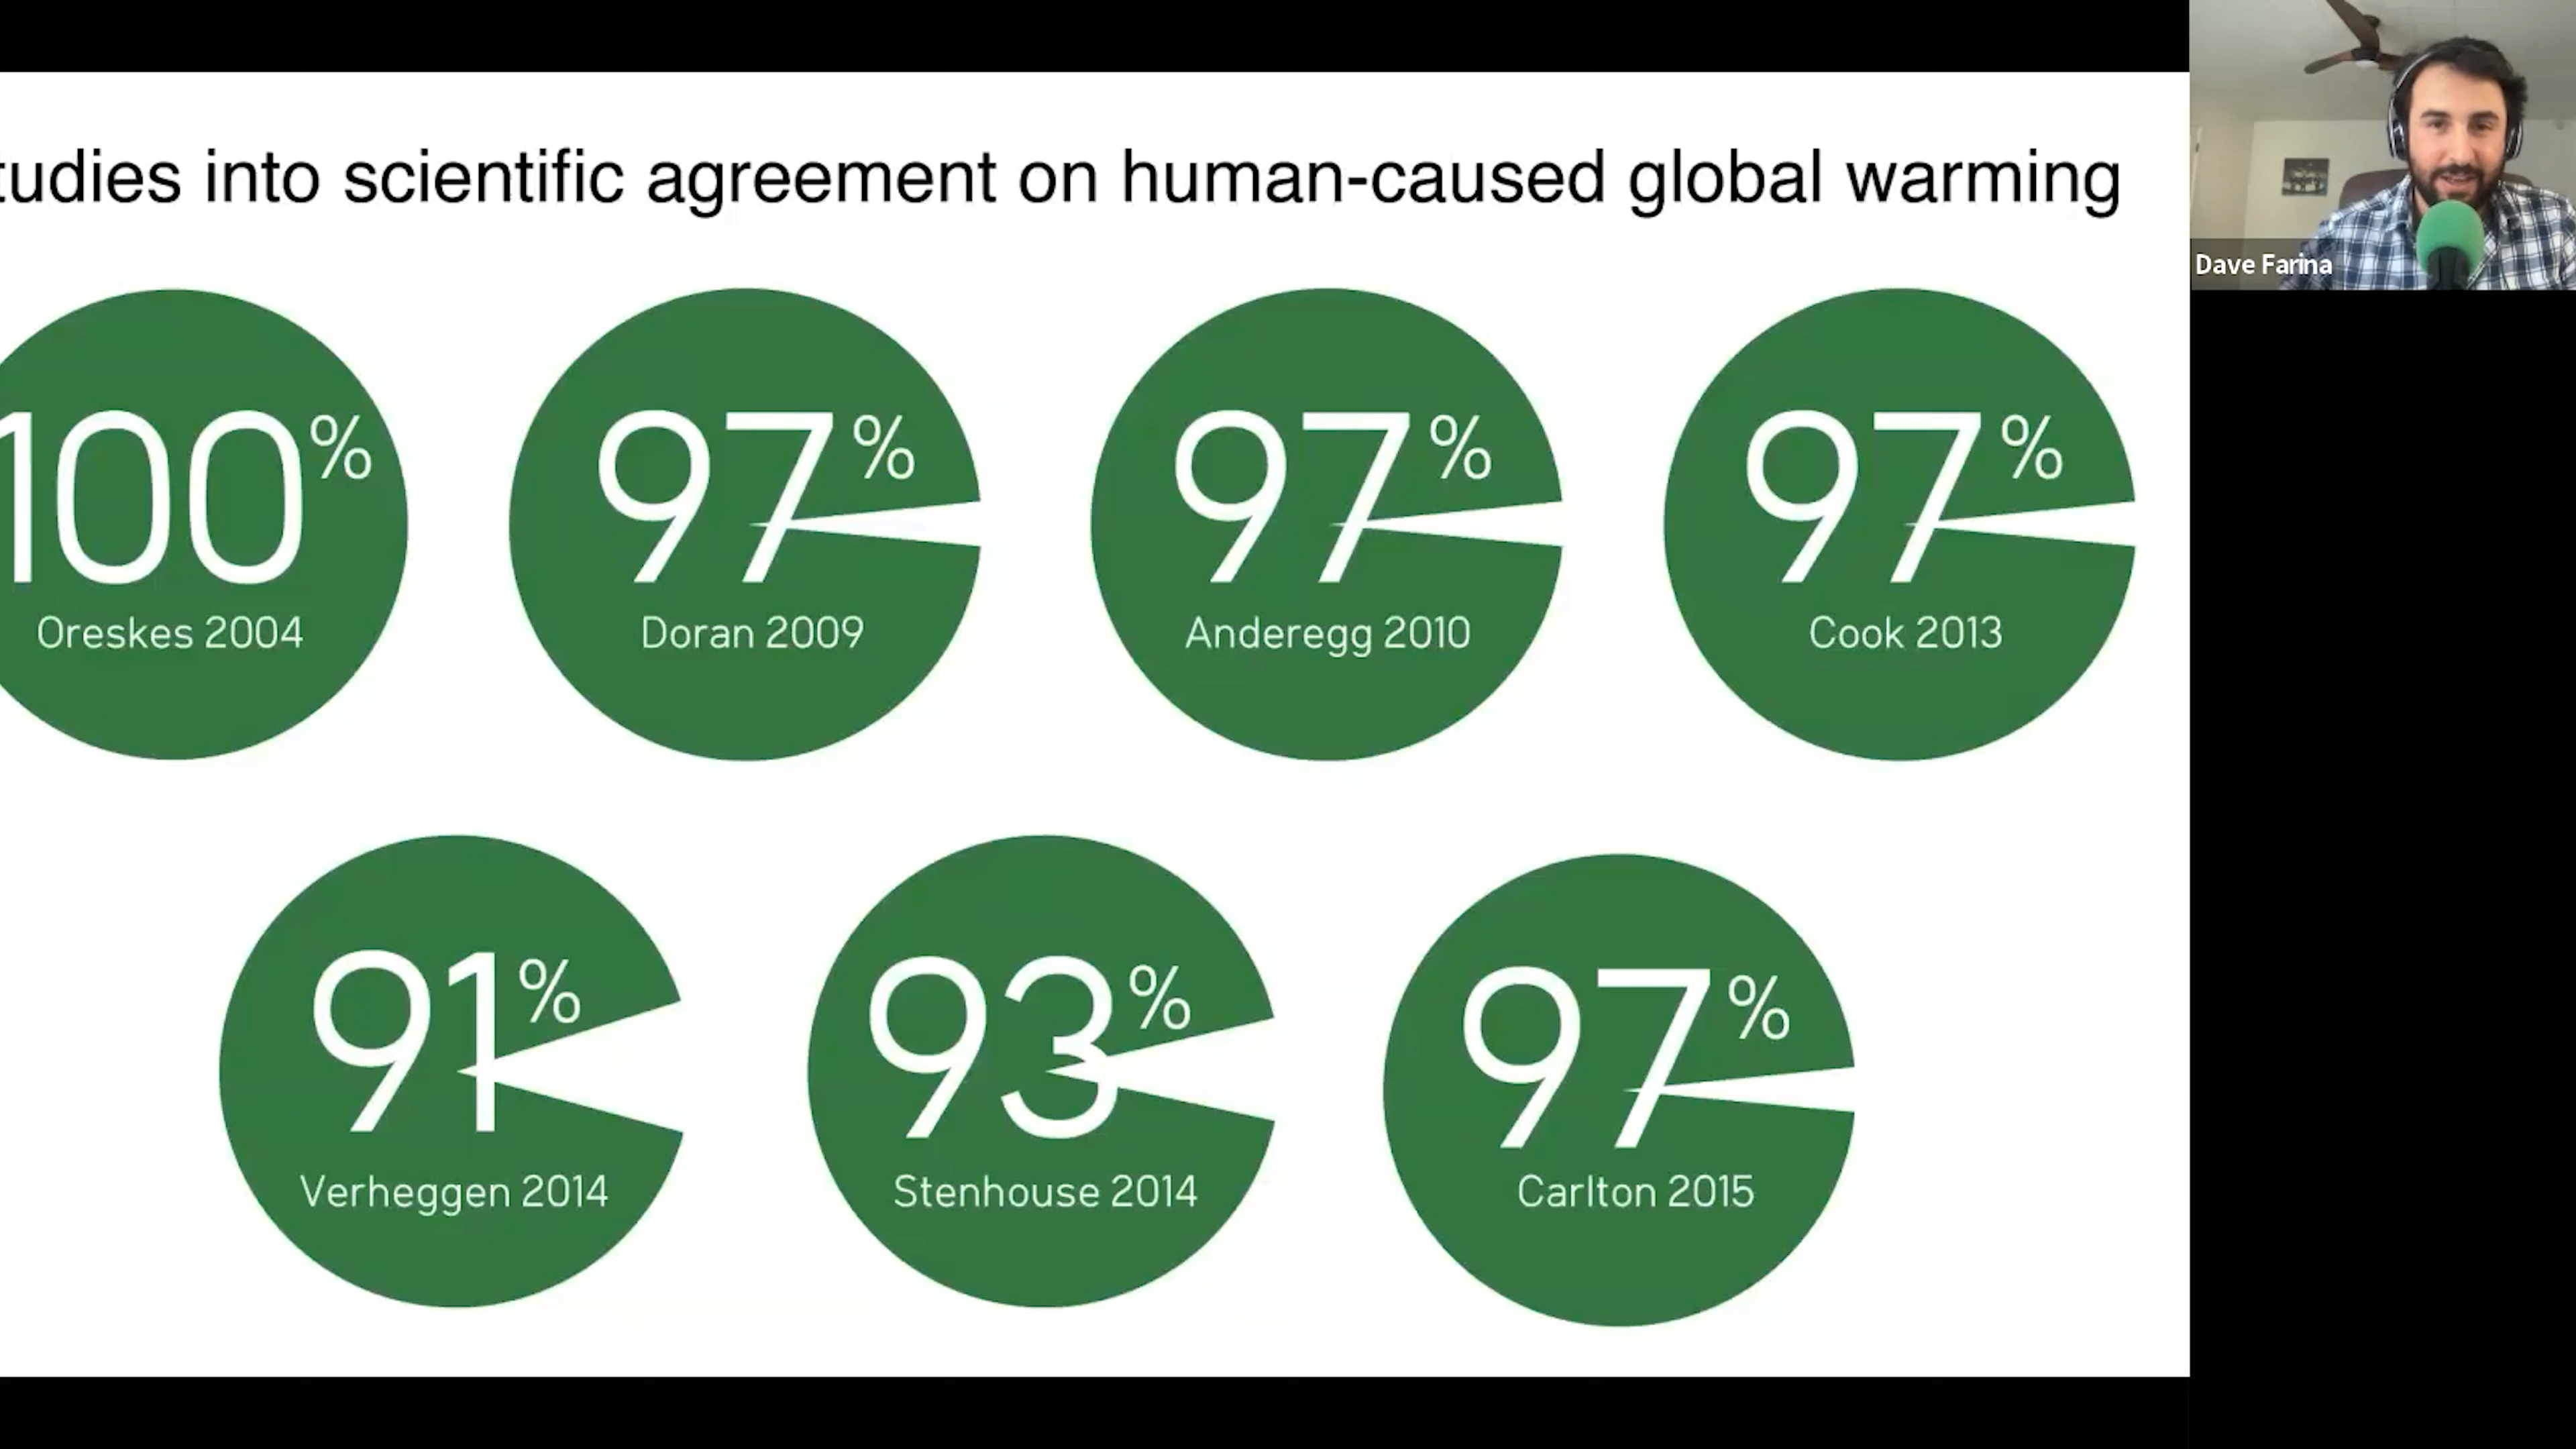 tudies into scientific agreement on human-caused global warming
Dave Farina
100%
97%
97%
97%
Oreskes 2004
Doran 2009
Anderegg 2010
Cook 2013
91%
93%
97%
Verheggen 2014
Stenhouse 2014
Carlton 2015